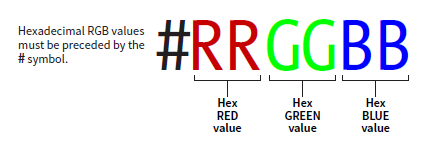 Hexadecimal RGB values
must be preceded by the
# symbol.
#RRGGBB
Hex
RED
value
Hex
GREEN
value
Hex
BLUE
value